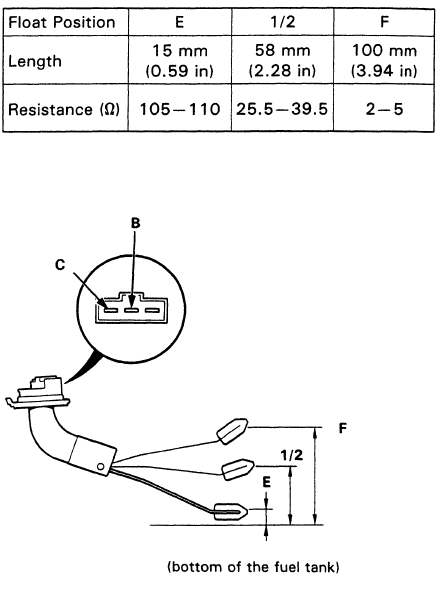 Float Position E 1/2 F
Length 15 mm (0.59 in) 58 mm (2.28 in) 100 mm (3.94 in)
Resistance (Ω) 105－110 25.5－39.5 2－5
B
C
F
1/2
E
(bottom of the fuel tank)